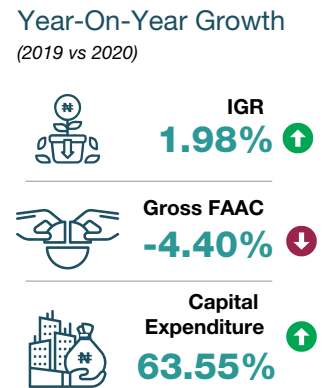 Year-On-Year Growth
(2019 vs 2020)
₦
IGR
1.98%
Gross FAAC
-4.40%
Capital
Expenditure
₦
63.55%